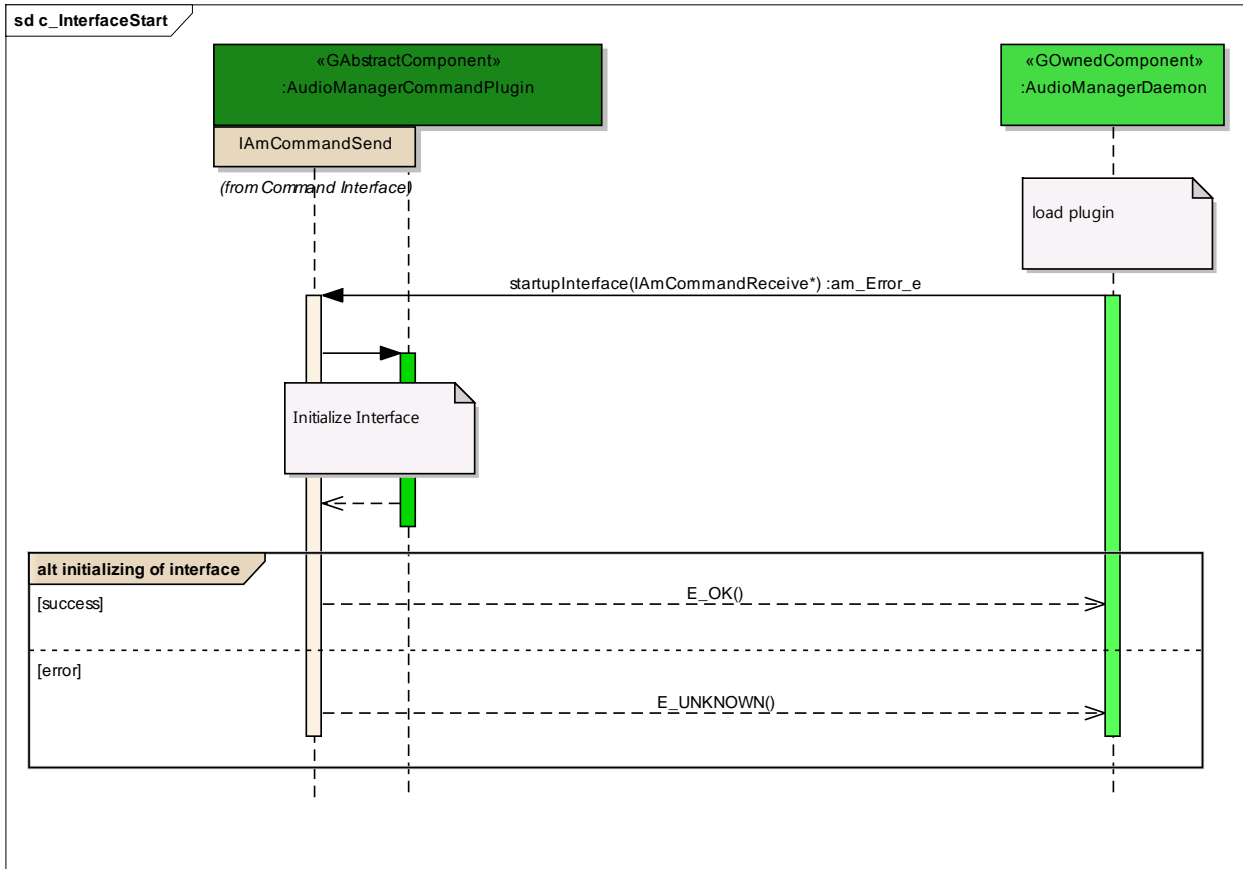 sd c_InterfaceStart
«GAbstractComponent»
:AudioManagerCommandPlugin
«GOwnedComponent»
:AudioManagerDaemon
IAmCommandSend
(from Command Interface)
load plugin
startupInterface(IAmCommandReceive*) :am_Error_e
Initialize Interface
alt initializing of interface
[success]
E_OK()
[error]
E_UNKNOWN()